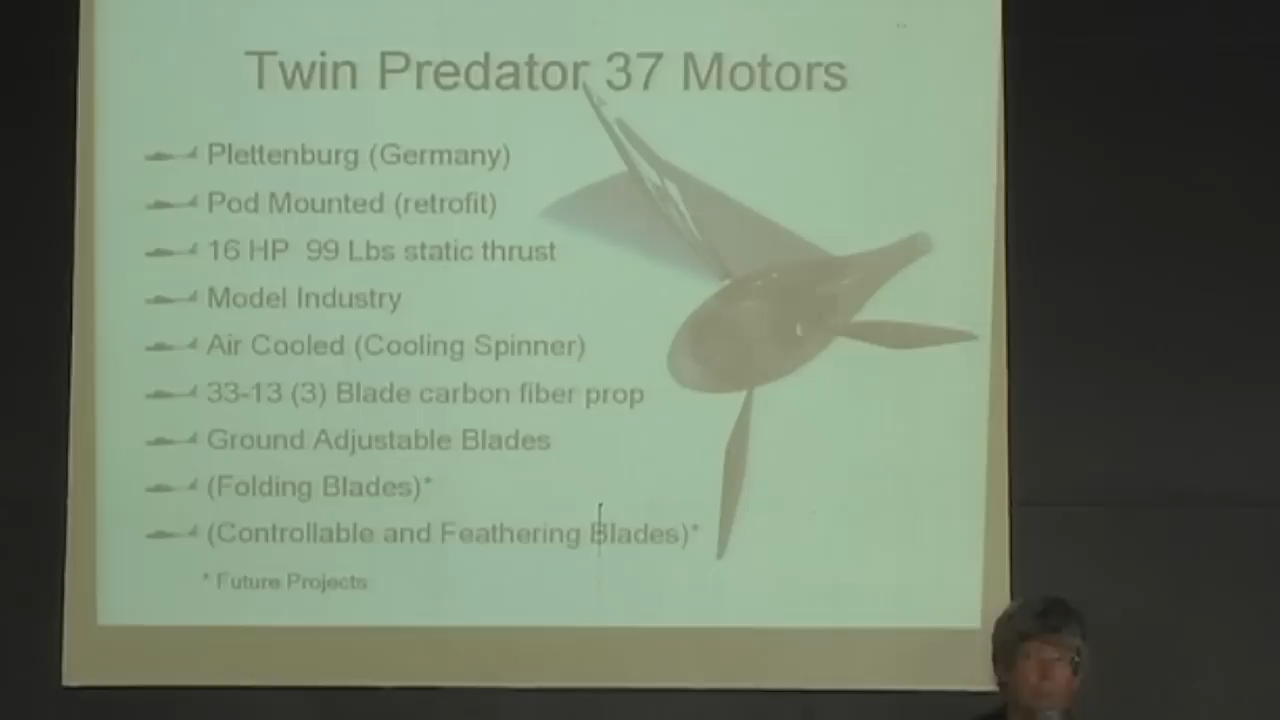 Twin Predator 37 Motors
Plettenburg (Germany)
Pod Mounted (retrofit)
16 HP 99 Lbs static thrust
Model Industry
Air Cooled (Cooling Spinner)
33-13 (3) Blade carbon fiber prop
Ground Adjustable Blades
(Folding Blades)*
(Controllable and Feathering Blades)*
* Future Projects